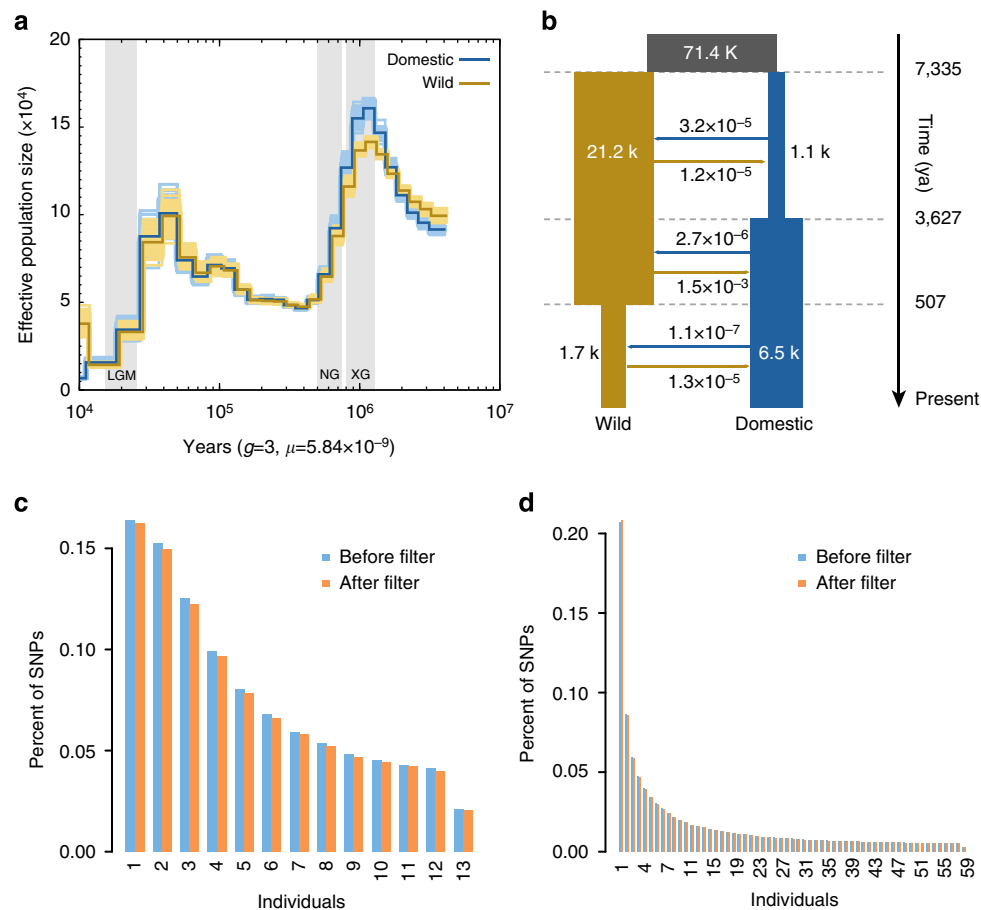 a
20
15
10
5
0
Effective population size (×10⁴)
Domestic
Wild
LGM
NG
XG
10⁴
10⁵
10⁶
10⁷
Years (g=3, μ=5.84×10⁻⁹)
b
71.4 K
7,335
3.2×10⁻⁵
21.2 k
1.1 k
1.2×10⁻⁵
Time (ya)
3,627
2.7×10⁻⁶
1.5×10⁻³
507
1.1×10⁻⁷
1.7 k
6.5 k
1.3×10⁻⁵
Present
Wild
Domestic
c
0.15
0.10
0.05
0.00
Percent of SNPs
Before filter
After filter
1 2 3 4 5 6 7 8 9 10 11 12 13
Individuals
d
0.20
0.15
0.10
0.05
0.00
Percent of SNPs
Before filter
After filter
1 4 7 11 15 19 23 27 31 35 39 43 47 51 55 59
Individuals